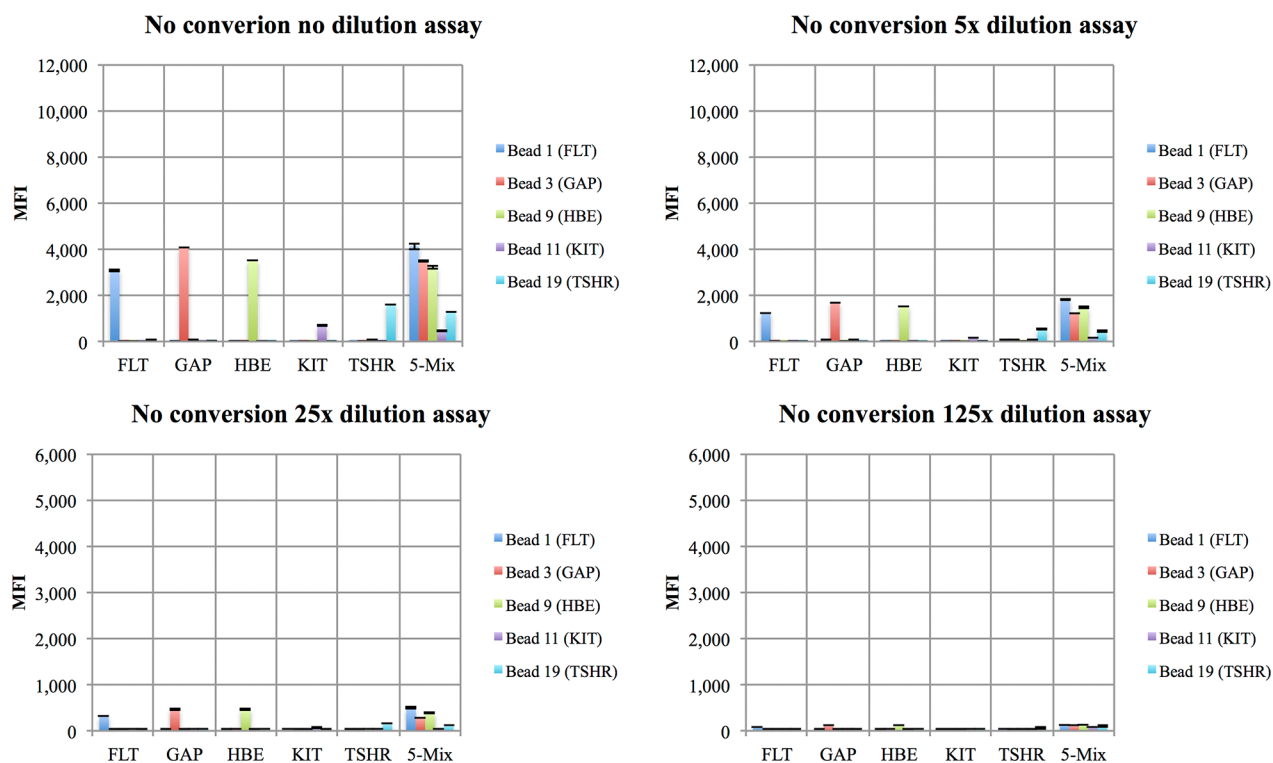 No converion no dilution assay
12,000
10,000
8,000
6,000
4,000
2,000
0
MFI
FLT GAP HBE KIT TSHR 5-Mix
Bead 1 (FLT)
Bead 3 (GAP)
Bead 9 (HBE)
Bead 11 (KIT)
Bead 19 (TSHR)
No conversion 5x dilution assay
12,000
10,000
8,000
6,000
4,000
2,000
0
MFI
FLT GAP HBE KIT TSHR 5-Mix
Bead 1 (FLT)
Bead 3 (GAP)
Bead 9 (HBE)
Bead 11 (KIT)
Bead 19 (TSHR)
No conversion 25x dilution assay
6,000
5,000
4,000
3,000
2,000
1,000
0
MFI
FLT GAP HBE KIT TSHR 5-Mix
Bead 1 (FLT)
Bead 3 (GAP)
Bead 9 (HBE)
Bead 11 (KIT)
Bead 19 (TSHR)
No conversion 125x dilution assay
6,000
5,000
4,000
3,000
2,000
1,000
0
MFI
FLT GAP HBE KIT TSHR 5-Mix
Bead 1 (FLT)
Bead 3 (GAP)
Bead 9 (HBE)
Bead 11 (KIT)
Bead 19 (TSHR)